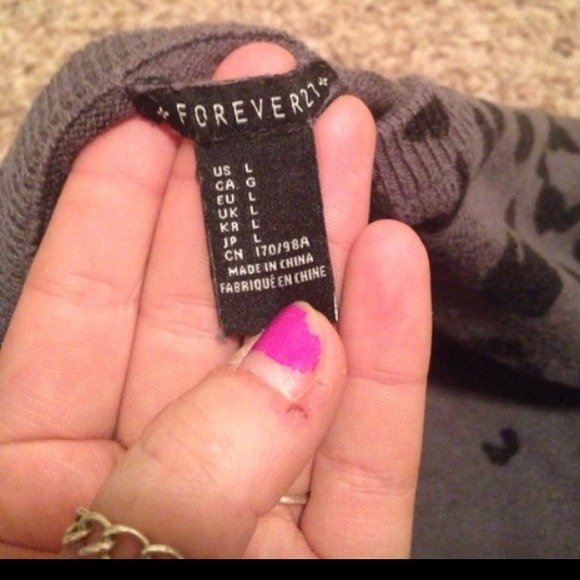 *FOREVER21*
US L
CA G
EU L
UK L
KR L
JP L
CN 170/98A
MADE IN CHINA
FABRIQUÉ EN CHINE